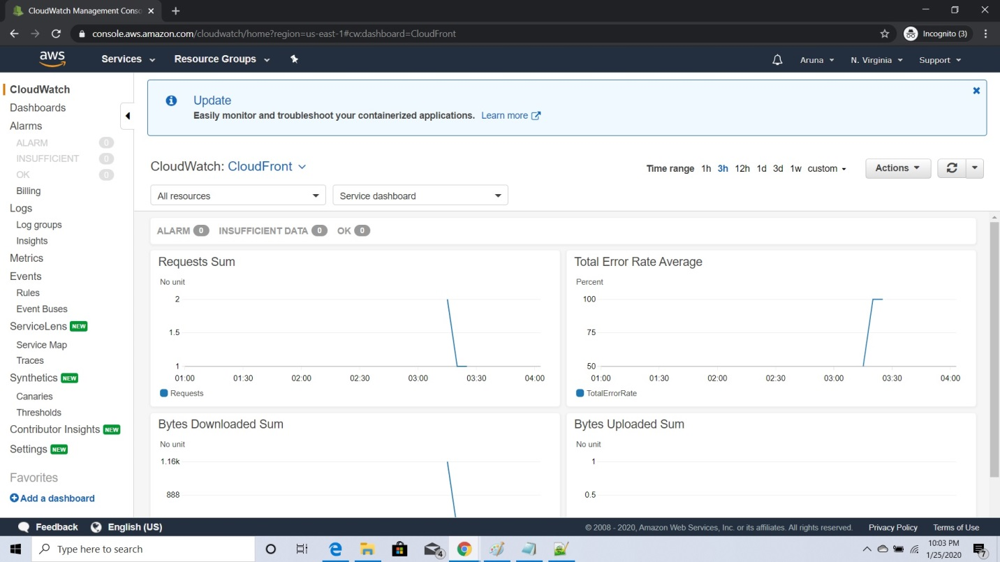 CloudWatch Management Conso
console.aws.amazon.com/cloudwatch/home?region=us-east-1#cw:dashboard=CloudFront
Incognito (3)
aws
Services
Resource Groups
Aruna
N. Virginia
Support
CloudWatch
Dashboards
Alarms
ALARM 0
INSUFFICIENT 0
OK 0
Billing
Logs
Log groups
Insights
Metrics
Events
Rules
Event Buses
ServiceLens NEW
Service Map
Traces
Synthetics NEW
Canaries
Thresholds
Contributor Insights NEW
Settings NEW
Favorites
Add a dashboard
Update
Easily monitor and troubleshoot your containerized applications. Learn more
CloudWatch: CloudFront
Time range 1h 3h 12h 1d 3d 1w custom
Actions
All resources
Service dashboard
ALARM 0 INSUFFICIENT DATA 0 OK 0
Requests Sum
No unit
2
1.5
1
01:00 01:30 02:00 02:30 03:00 03:30 04:00
Requests
Total Error Rate Average
Percent
100
75
50
01:00 01:30 02:00 02:30 03:00 03:30 04:00
TotalErrorRate
Bytes Downloaded Sum
No unit
1.16k
888
Bytes Uploaded Sum
No unit
1
0.5
Feedback
English (US)
© 2008 - 2020, Amazon Web Services, Inc. or its affiliates. All rights reserved.
Privacy Policy
Terms of Use
Type here to search
4
10:03 PM
1/25/2020
7